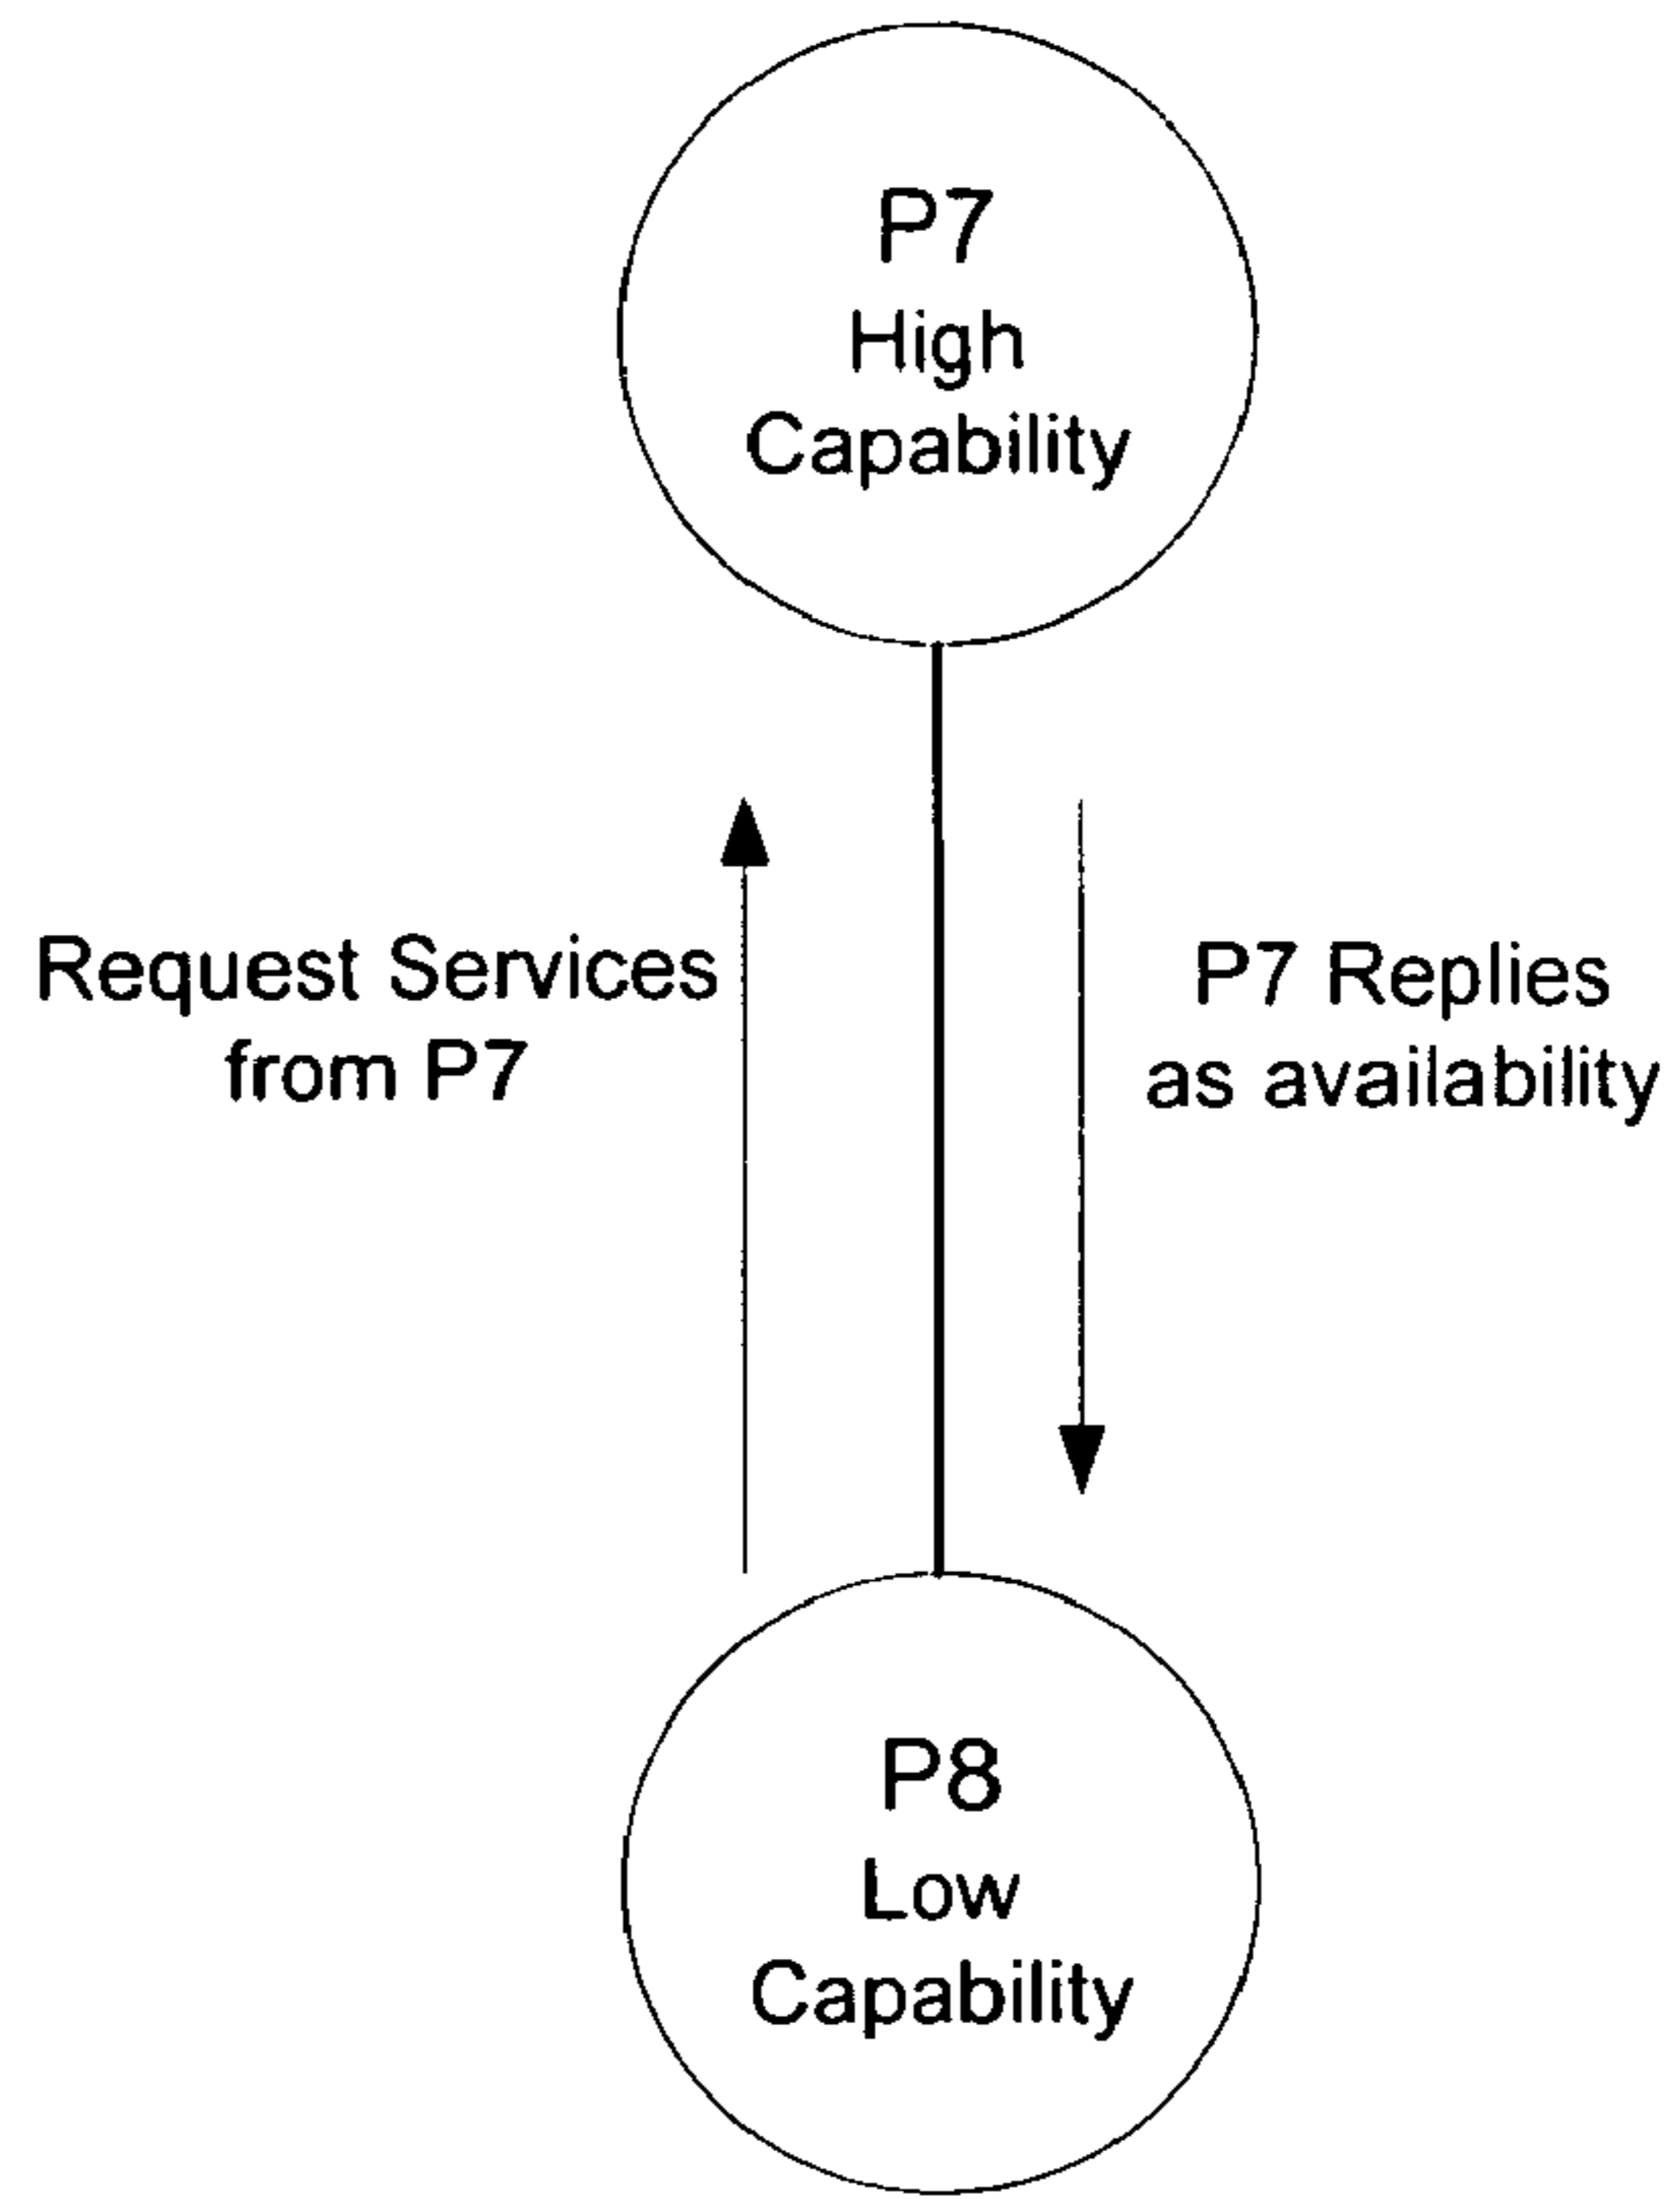 P7
High
Capability
Request Services
from P7
P7 Replies
as availability
P8
Low
Capability